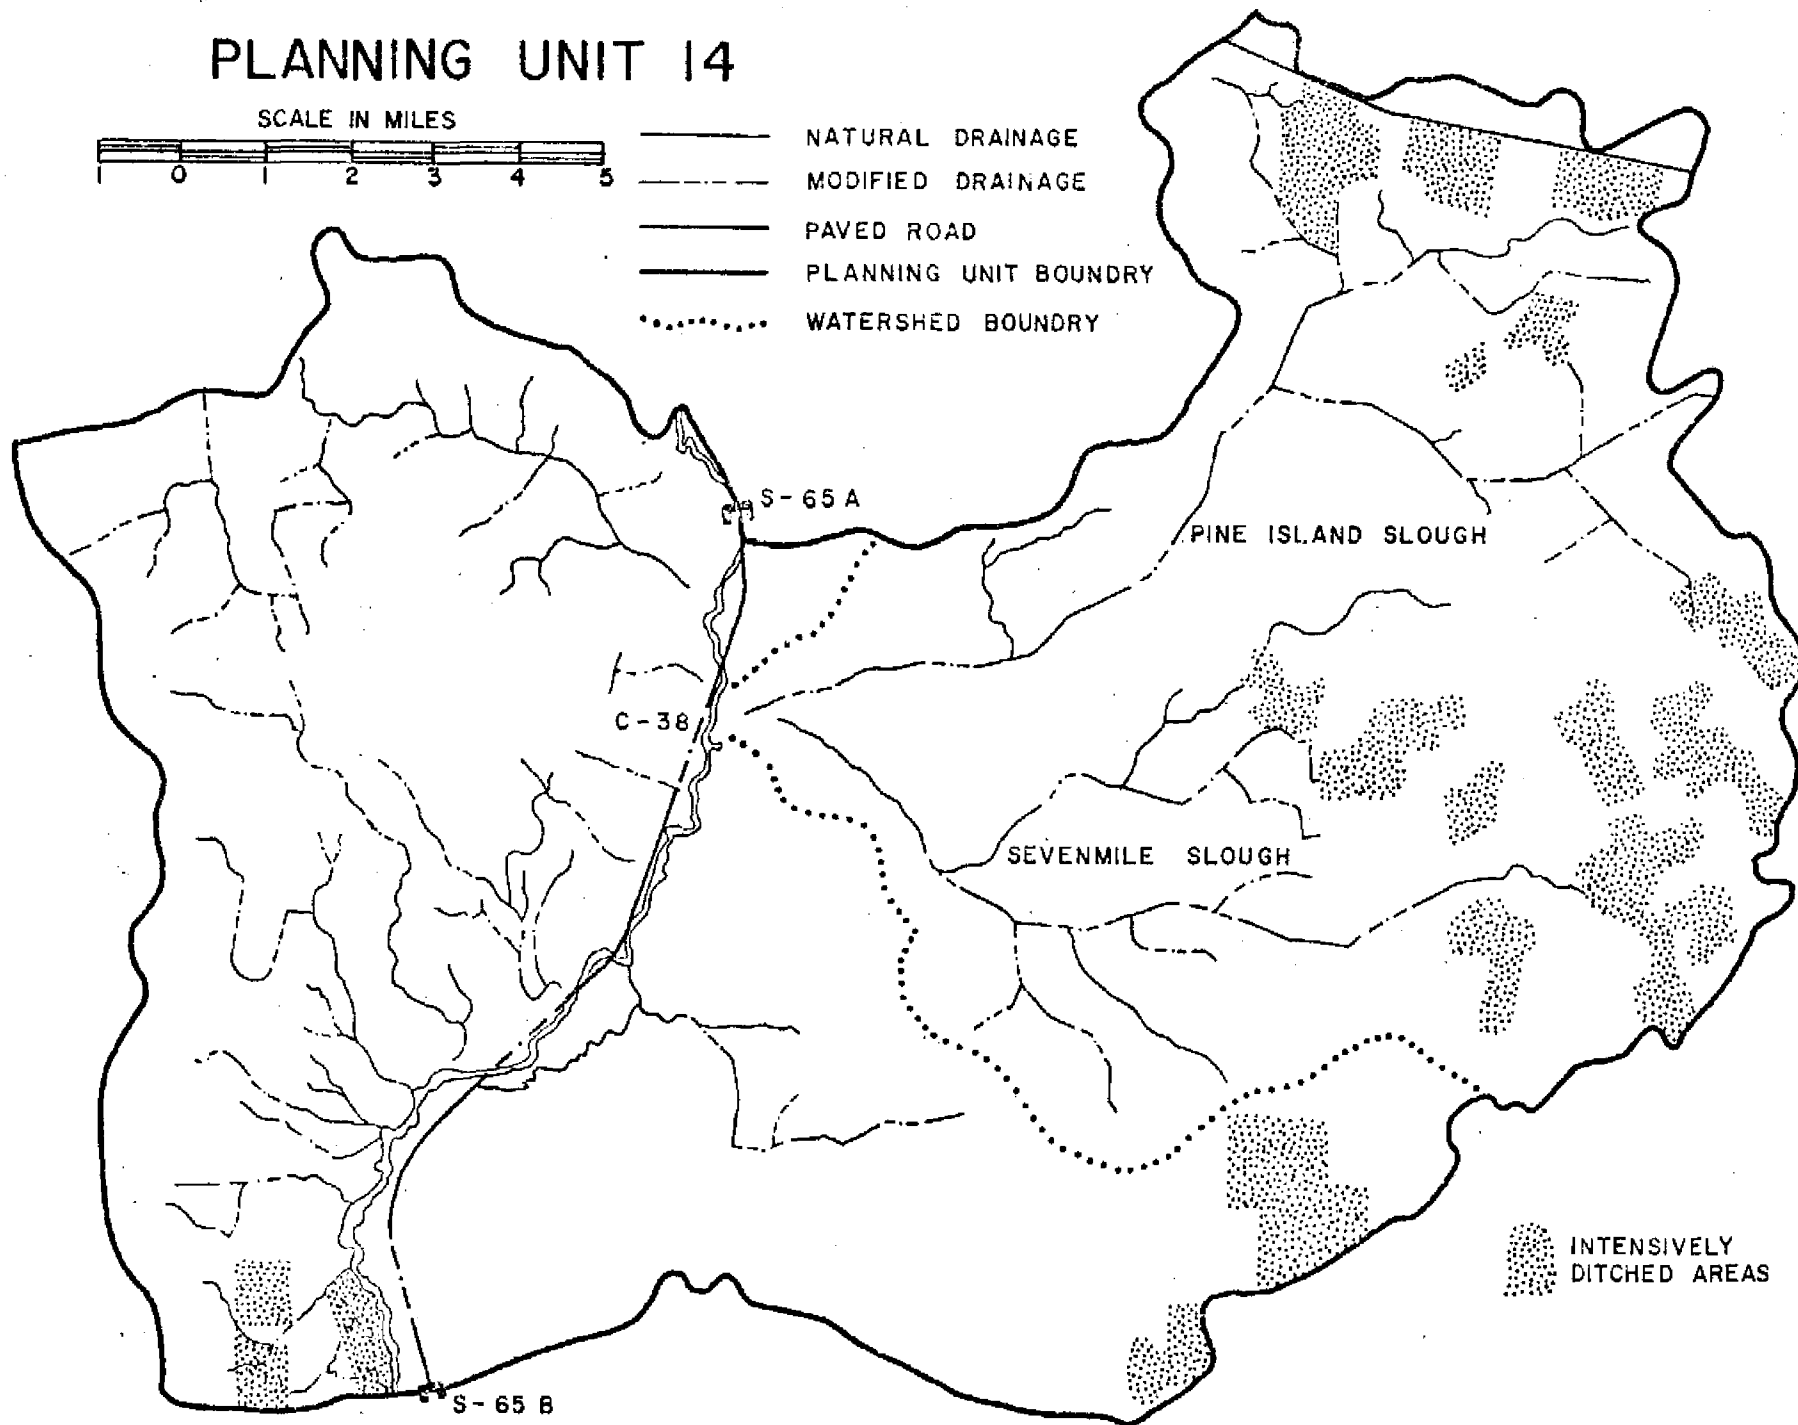 PLANNING UNIT 14
SCALE IN MILES
1 0 1 2 3 4 5
NATURAL DRAINAGE
MODIFIED DRAINAGE
PAVED ROAD
PLANNING UNIT BOUNDRY
WATERSHED BOUNDRY
S-65 A
PINE ISLAND SLOUGH
C-38
SEVENMILE SLOUGH
INTENSIVELY
DITCHED AREAS
S-65 B